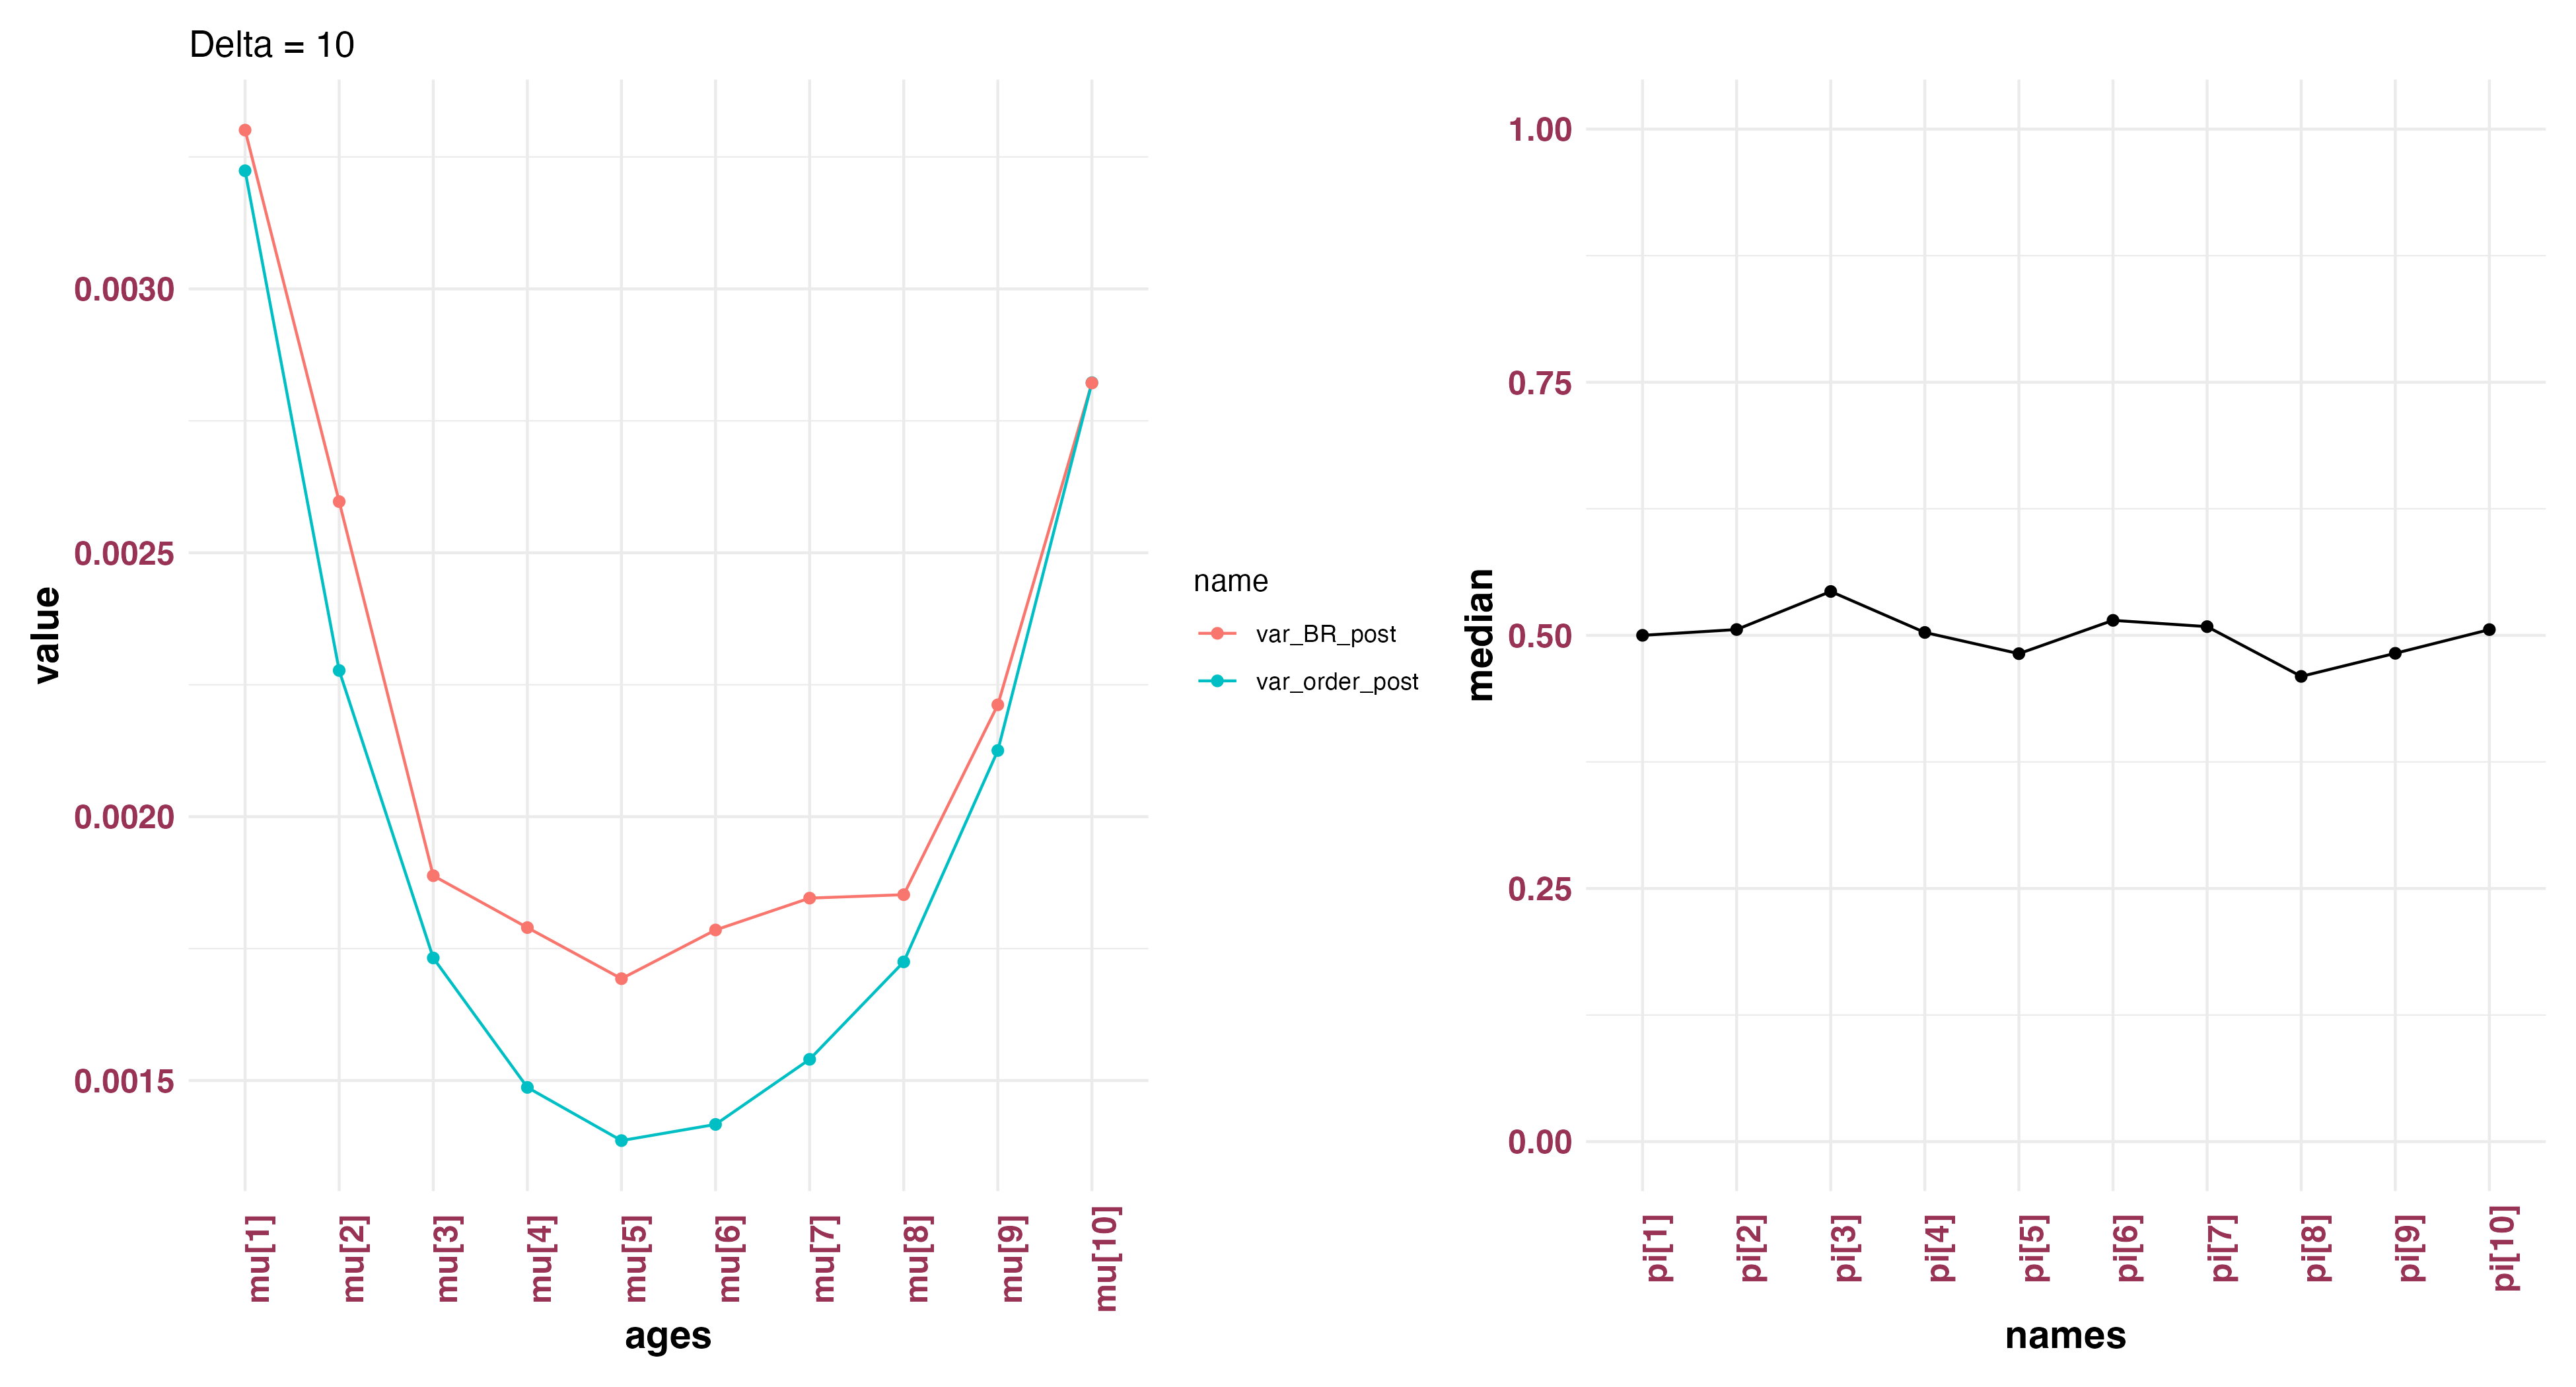 Delta = 10
value
0.0030
0.0025
0.0020
0.0015
mu[1]
mu[2]
mu[3]
mu[4]
mu[5]
mu[6]
mu[7]
mu[8]
mu[9]
mu[10]
ages
name
var_BR_post
var_order_post
median
1.00
0.75
0.50
0.25
0.00
pi[1]
pi[2]
pi[3]
pi[4]
pi[5]
pi[6]
pi[7]
pi[8]
pi[9]
pi[10]
names